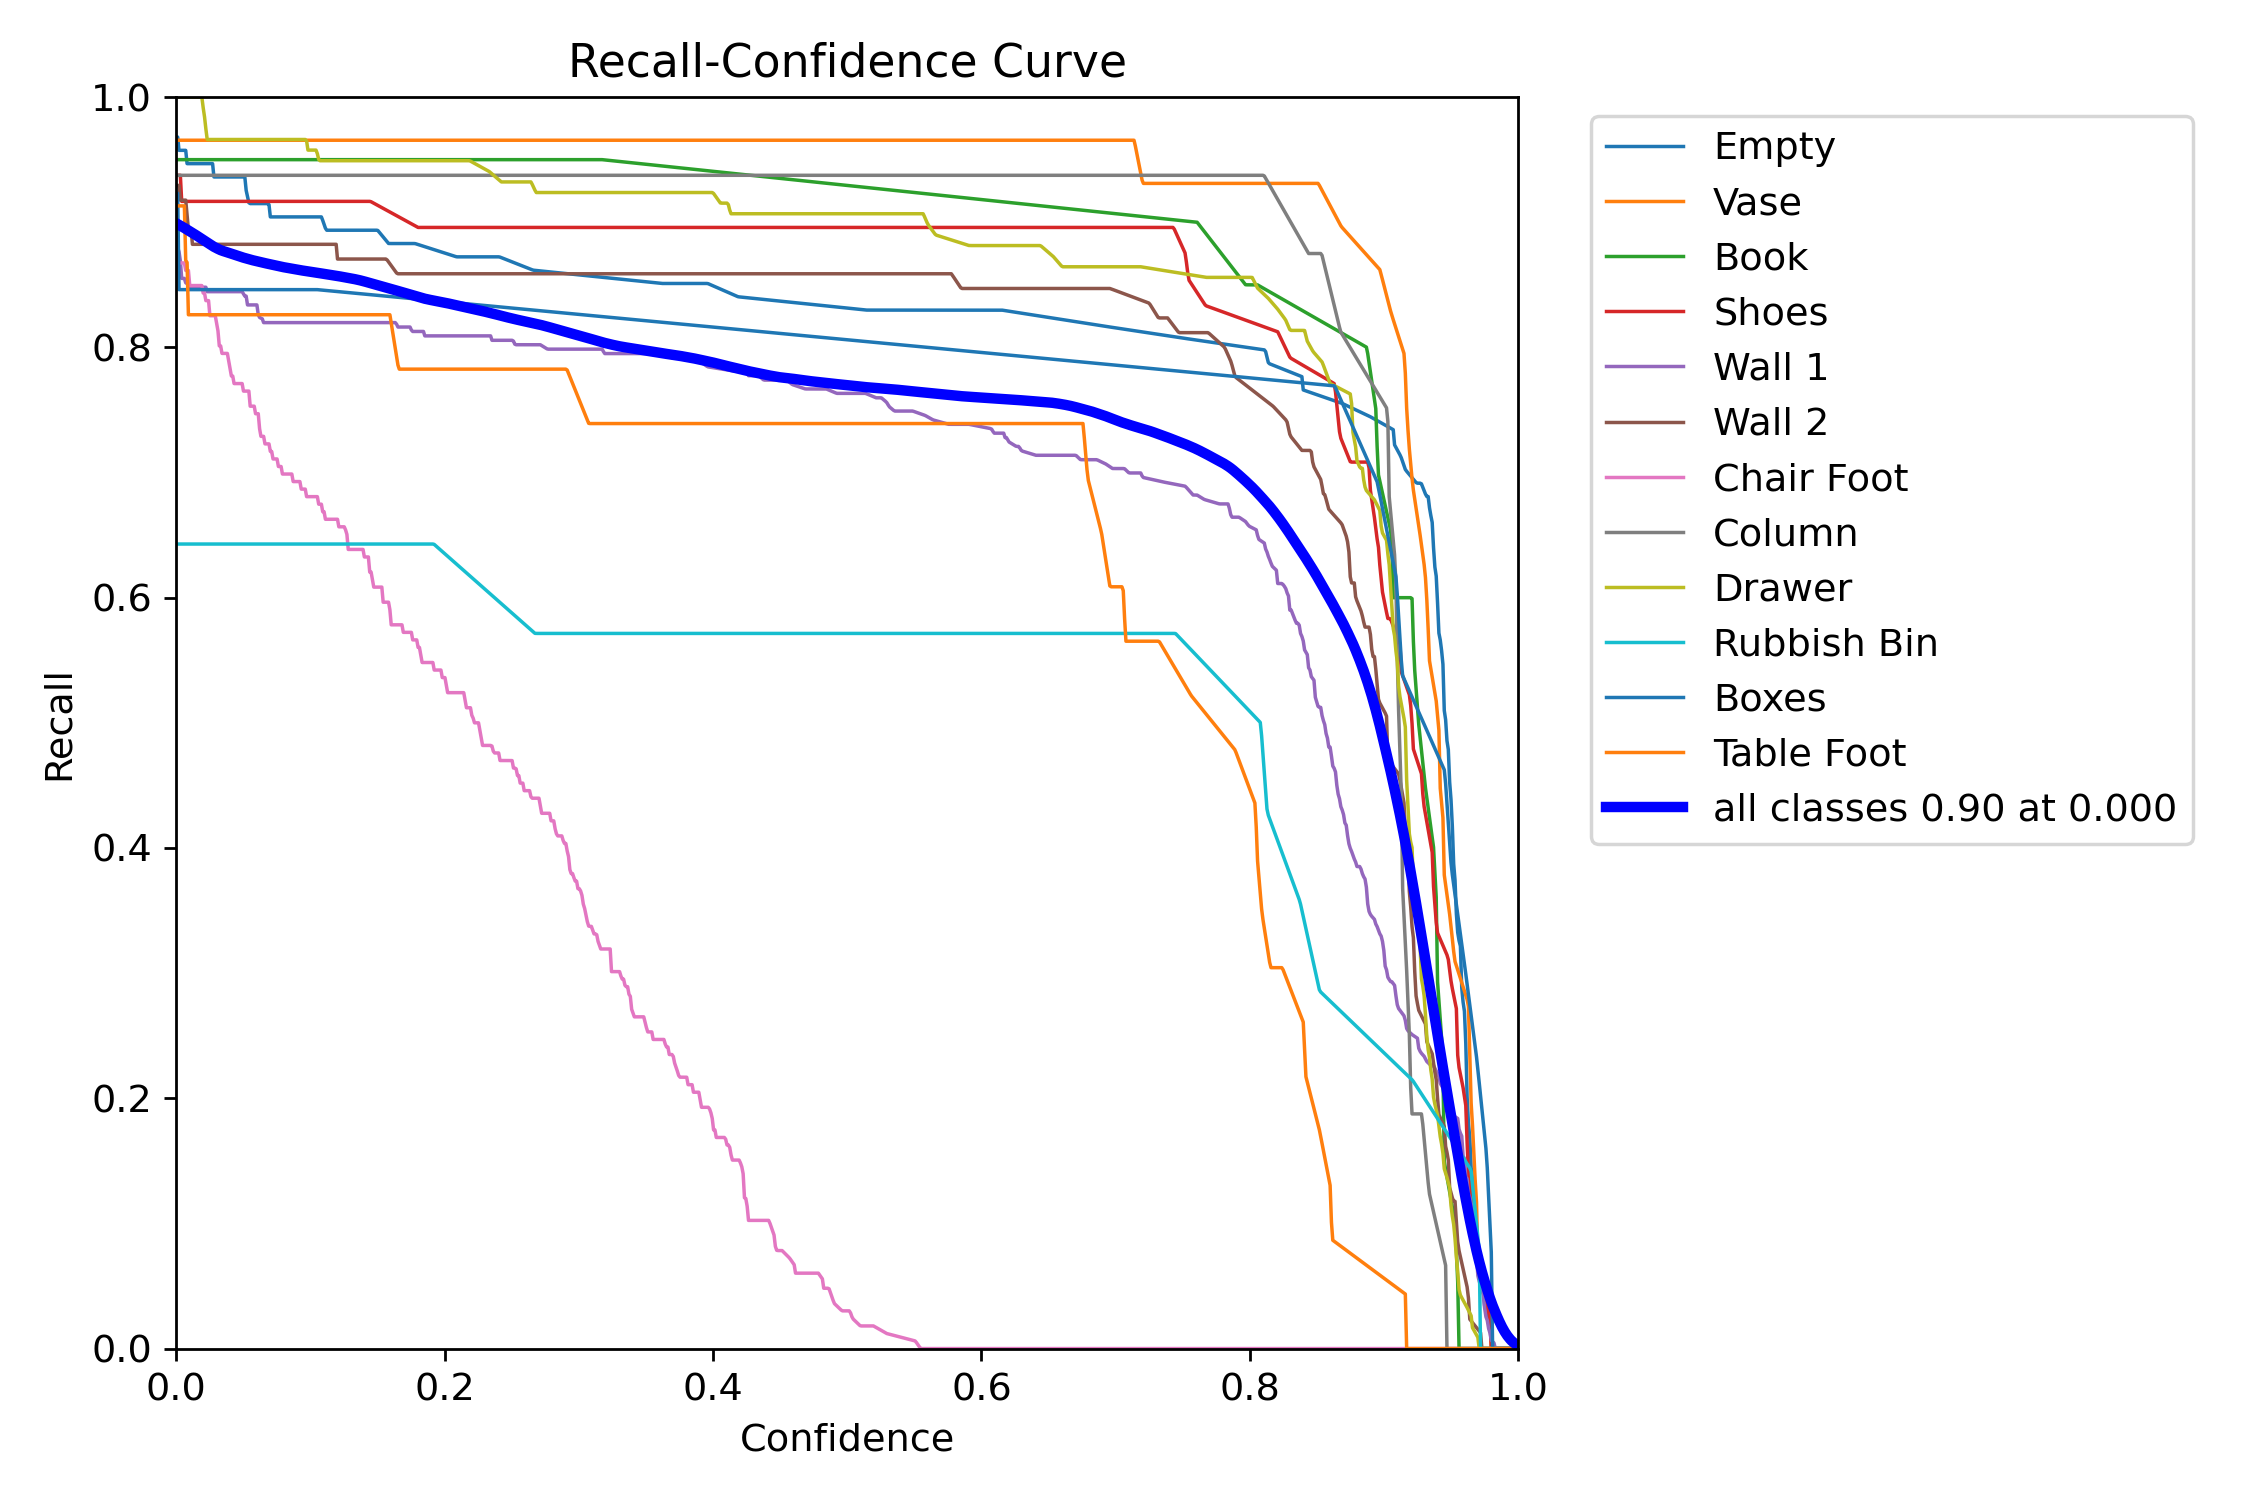 Recall-Confidence Curve
1.0
0.8
0.6
0.4
0.2
0.0
Recall
0.0 0.2 0.4 0.6 0.8 1.0
Confidence
Empty
Vase
Book
Shoes
Wall 1
Wall 2
Chair Foot
Column
Drawer
Rubbish Bin
Boxes
Table Foot
all classes 0.90 at 0.000